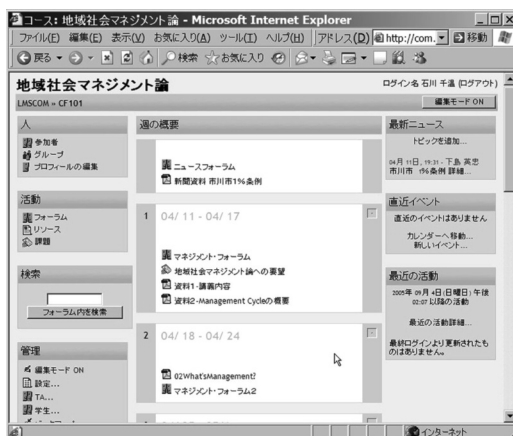 コース: 地域社会マネジメント論 - Microsoft Internet Explorer
ファイル(F) 編集(E) 表示(V) お気に入り(A) ツール(T) ヘルプ(H) アドレス(D) http://com. 移動
戻る 検索 お気に入り
地域社会マネジメント論
ログイン名 石川 千温 (ログアウト)
LMSCOM » CF101
編集モード ON
人
参加者
グループ
プロフィールの編集
活動
フォーラム
リソース
課題
検索
フォーラム内を検索
管理
編集モード ON
設定...
TA...
学生...
週の概要
ニュースフォーラム
新聞資料 市川市1%条例
1 04/ 11 - 04/ 17
マネジメント・フォーラム
地域社会マネジメント論への要望
資料1-講義内容
資料2-Management Cycleの概要
2 04/ 18 - 04/ 24
02What'sManagement?
マネジメント・フォーラム2
最新ニュース
トピックを追加...
04月 11日, 19:31 - 下島 英忠
市川市 1%条例 詳細...
直近イベント
直近のイベントはありません
カレンダーへ移動...
新しいイベント...
最近の活動
2005年 09月 4日(日曜日) 午後
02:07 以降の活動
最近の活動詳細...
最終ログインより更新されたも
のはありません。
インターネット